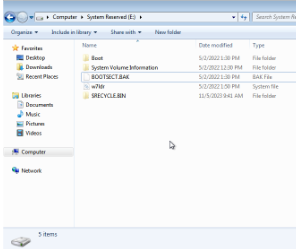 Computer ▸ System Reserved (E:) ▸
Search System Re
Organize ▾ Include in library ▾ Share with ▾ New folder
Name Date modified Type
Favorites
Desktop
Downloads
Recent Places
Libraries
Documents
Music
Pictures
Videos
Computer
Network
Boot 5/2/2022 1:50 PM File folder
System Volume Information 5/2/2022 12:30 PM File folder
BOOTSECT.BAK 5/2/2022 1:50 PM BAK File
w7ldr 5/2/2022 1:50 PM System file
$RECYCLE.BIN 11/5/2023 9:41 AM File folder
5 items